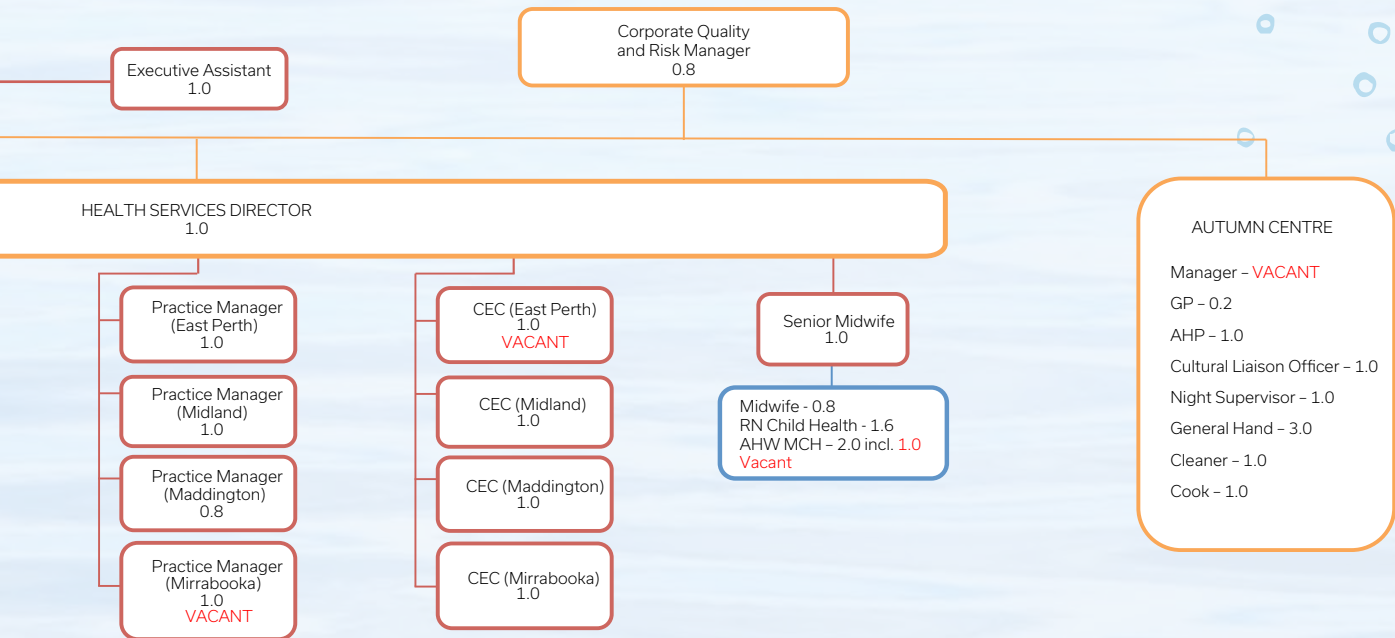 Corporate Quality
and Risk Manager
0.8
Executive Assistant
1.0
HEALTH SERVICES DIRECTOR
1.0
Practice Manager
(East Perth)
1.0
Practice Manager
(Midland)
1.0
Practice Manager
(Maddington)
0.8
Practice Manager
(Mirrabooka)
1.0
VACANT
CEC (East Perth)
1.0
VACANT
CEC (Midland)
1.0
CEC (Maddington)
1.0
CEC (Mirrabooka)
1.0
Senior Midwife
1.0
Midwife - 0.8
RN Child Health - 1.6
AHW MCH – 2.0 incl. 1.0
Vacant
AUTUMN CENTRE
Manager – VACANT
GP – 0.2
AHP – 1.0
Cultural Liaison Officer – 1.0
Night Supervisor – 1.0
General Hand – 3.0
Cleaner – 1.0
Cook – 1.0